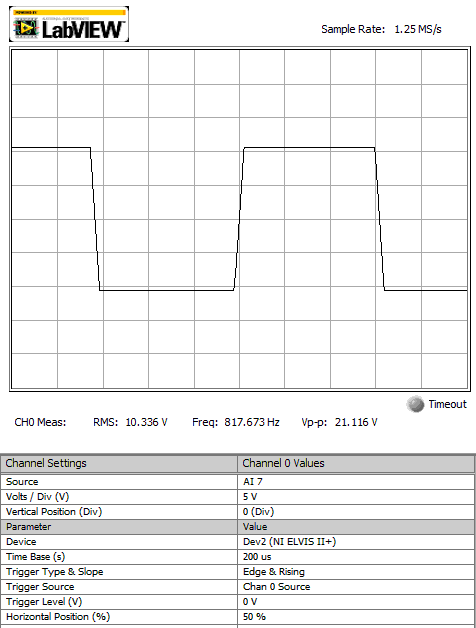 POWERED BY
LabVIEW
Sample Rate: 1.25 MS/s
Timeout
CH0 Meas: RMS: 10.336 V Freq: 817.673 Hz Vp-p: 21.116 V
Channel Settings Channel 0 Values
Source AI 7
Volts / Div (V) 5 V
Vertical Position (Div) 0 (Div)
Parameter Value
Device Dev2 (NI ELVIS II+)
Time Base (s) 200 us
Trigger Type & Slope Edge & Rising
Trigger Source Chan 0 Source
Trigger Level (V) 0 V
Horizontal Position (%) 50 %